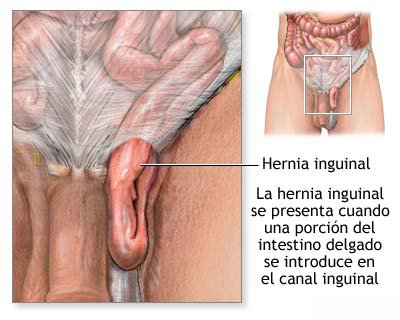 Hernia inguinal
La hernia inguinal
se presenta cuando
una porción del
intestino delgado
se introduce en
el canal inguinal